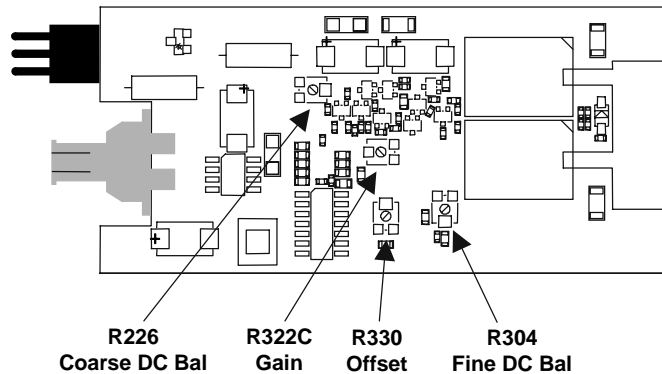 R226
Coarse DC Bal
R322C
Gain
R330
Offset
R304
Fine DC Bal